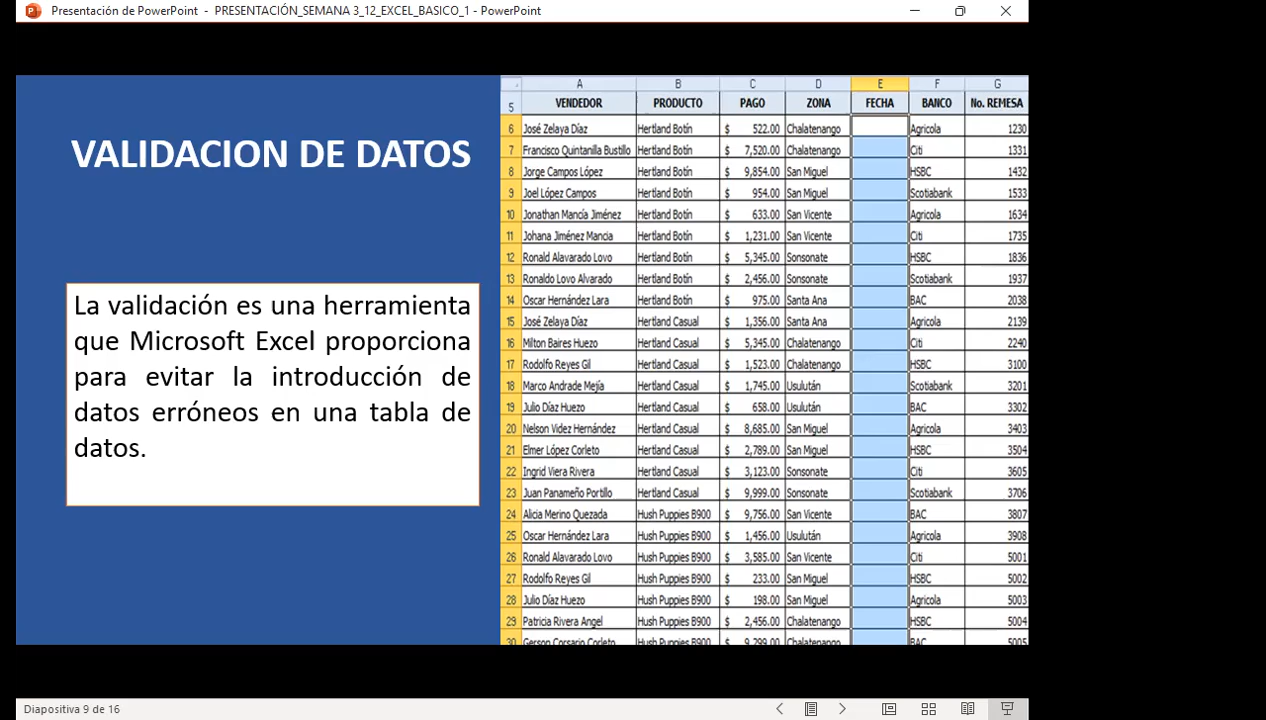 Presentación de PowerPoint - PRESENTACIÓN_SEMANA 3_12_EXCEL_BASICO_1 - PowerPoint
VALIDACION DE DATOS
La validación es una herramienta
que Microsoft Excel proporciona
para evitar la introducción de
datos erróneos en una tabla de
datos.
A B C D E F G
5 VENDEDOR PRODUCTO PAGO ZONA FECHA BANCO No. REMESA
6 José Zelaya Díaz Hertland Botín $ 522.00 Chalatenango Agricola 1230
7 Francisco Quintanilla Bustillo Hertland Botín $ 7,520.00 Chalatenango Citi 1331
8 Jorge Campos López Hertland Botín $ 9,854.00 San Miguel HSBC 1432
9 Joel López Campos Hertland Botín $ 954.00 San Miguel Scotiabank 1533
10 Jonathan Mancía Jiménez Hertland Botín $ 633.00 San Vicente Agricola 1634
11 Johana Jiménez Mancia Hertland Botín $ 1,231.00 San Vicente Citi 1735
12 Ronald Alavarado Lovo Hertland Botín $ 5,345.00 Sonsonate HSBC 1836
13 Ronaldo Lovo Alvarado Hertland Botín $ 2,456.00 Sonsonate Scotiabank 1937
14 Oscar Hernández Lara Hertland Botín $ 975.00 Santa Ana BAC 2038
15 José Zelaya Díaz Hertland Casual $ 1,356.00 Santa Ana Agricola 2139
16 Milton Baires Huezo Hertland Casual $ 5,345.00 Chalatenango Citi 2240
17 Rodolfo Reyes Gil Hertland Casual $ 1,523.00 Chalatenango HSBC 3100
18 Marco Andrade Mejía Hertland Casual $ 1,745.00 Usulután Scotiabank 3201
19 Julio Díaz Huezo Hertland Casual $ 658.00 Usulután BAC 3302
20 Nelson Videz Hernández Hertland Casual $ 8,685.00 San Miguel Agricola 3403
21 Elmer López Corleto Hertland Casual $ 2,789.00 San Miguel HSBC 3504
22 Ingrid Viera Rivera Hertland Casual $ 3,123.00 Sonsonate Citi 3605
23 Juan Panameño Portillo Hertland Casual $ 9,999.00 Sonsonate Scotiabank 3706
24 Alicia Merino Quezada Hush Puppies B900 $ 9,756.00 San Vicente BAC 3807
25 Oscar Hernández Lara Hush Puppies B900 $ 1,456.00 Usulután Agricola 3908
26 Ronald Alavarado Lovo Hush Puppies B900 $ 3,585.00 San Vicente Citi 5001
27 Rodolfo Reyes Gil Hush Puppies B900 $ 233.00 San Miguel HSBC 5002
28 Julio Díaz Huezo Hush Puppies B900 $ 198.00 San Miguel Agricola 5003
29 Patricia Rivera Angel Hush Puppies B900 $ 2,456.00 Chalatenango HSBC 5004
30 Gerson Corsario Corleto Hush Puppies B900 $ 9,299.00 Chalatenango BAC 5005
Diapositiva 9 de 16